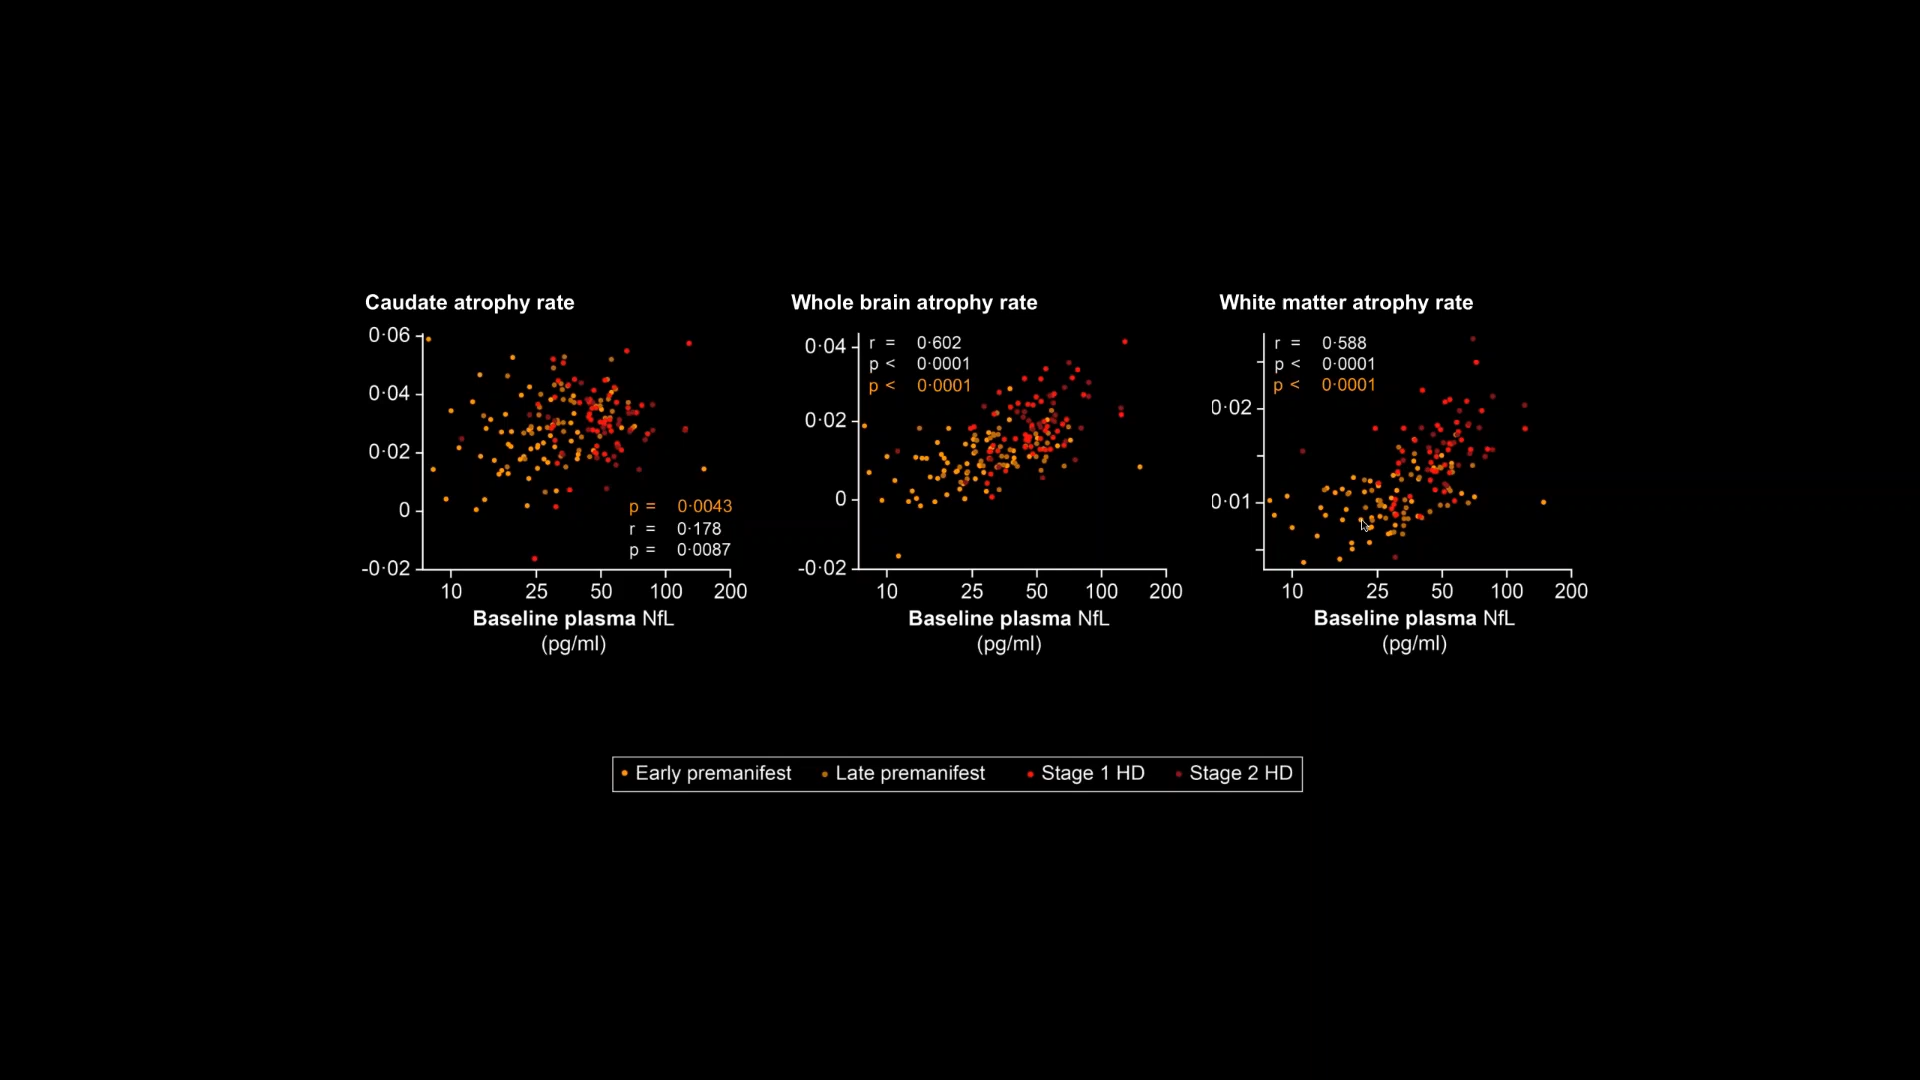 Caudate atrophy rate
0·06
0·04
0·02
0
-0·02
p = 0·0043
r = 0·178
p = 0·0087
10 25 50 100 200
Baseline plasma NfL
(pg/ml)
Whole brain atrophy rate
0·04
0·02
0
-0·02
r = 0·602
p < 0·0001
p < 0·0001
10 25 50 100 200
Baseline plasma NfL
(pg/ml)
White matter atrophy rate
0·02
0·01
r = 0·588
p < 0·0001
p < 0·0001
10 25 50 100 200
Baseline plasma NfL
(pg/ml)
Early premanifest Late premanifest Stage 1 HD Stage 2 HD